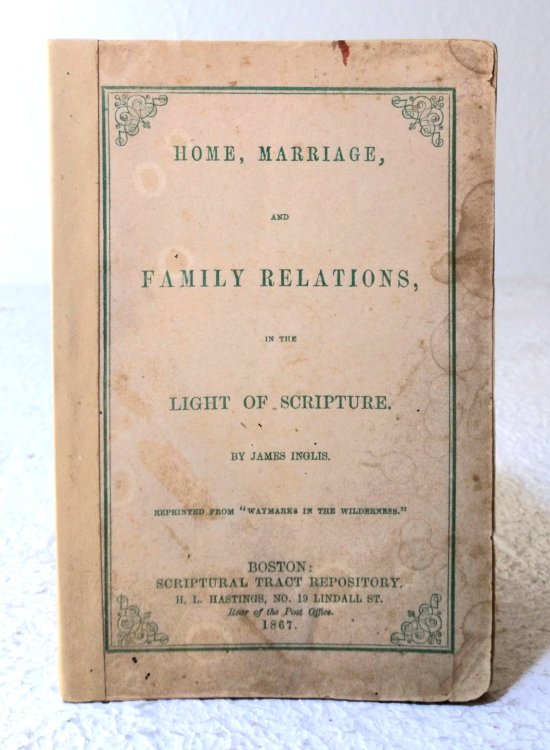 HOME, MARRIAGE,
AND
FAMILY RELATIONS,
IN THE
LIGHT OF SCRIPTURE.
BY JAMES INGLIS.
REPRINTED FROM "WAYMARKS IN THE WILDERNESS."
BOSTON:
SCRIPTURAL TRACT REPOSITORY,
H. L. HASTINGS, NO. 19 LINDALL ST.
Rear of the Post Office.
1867.